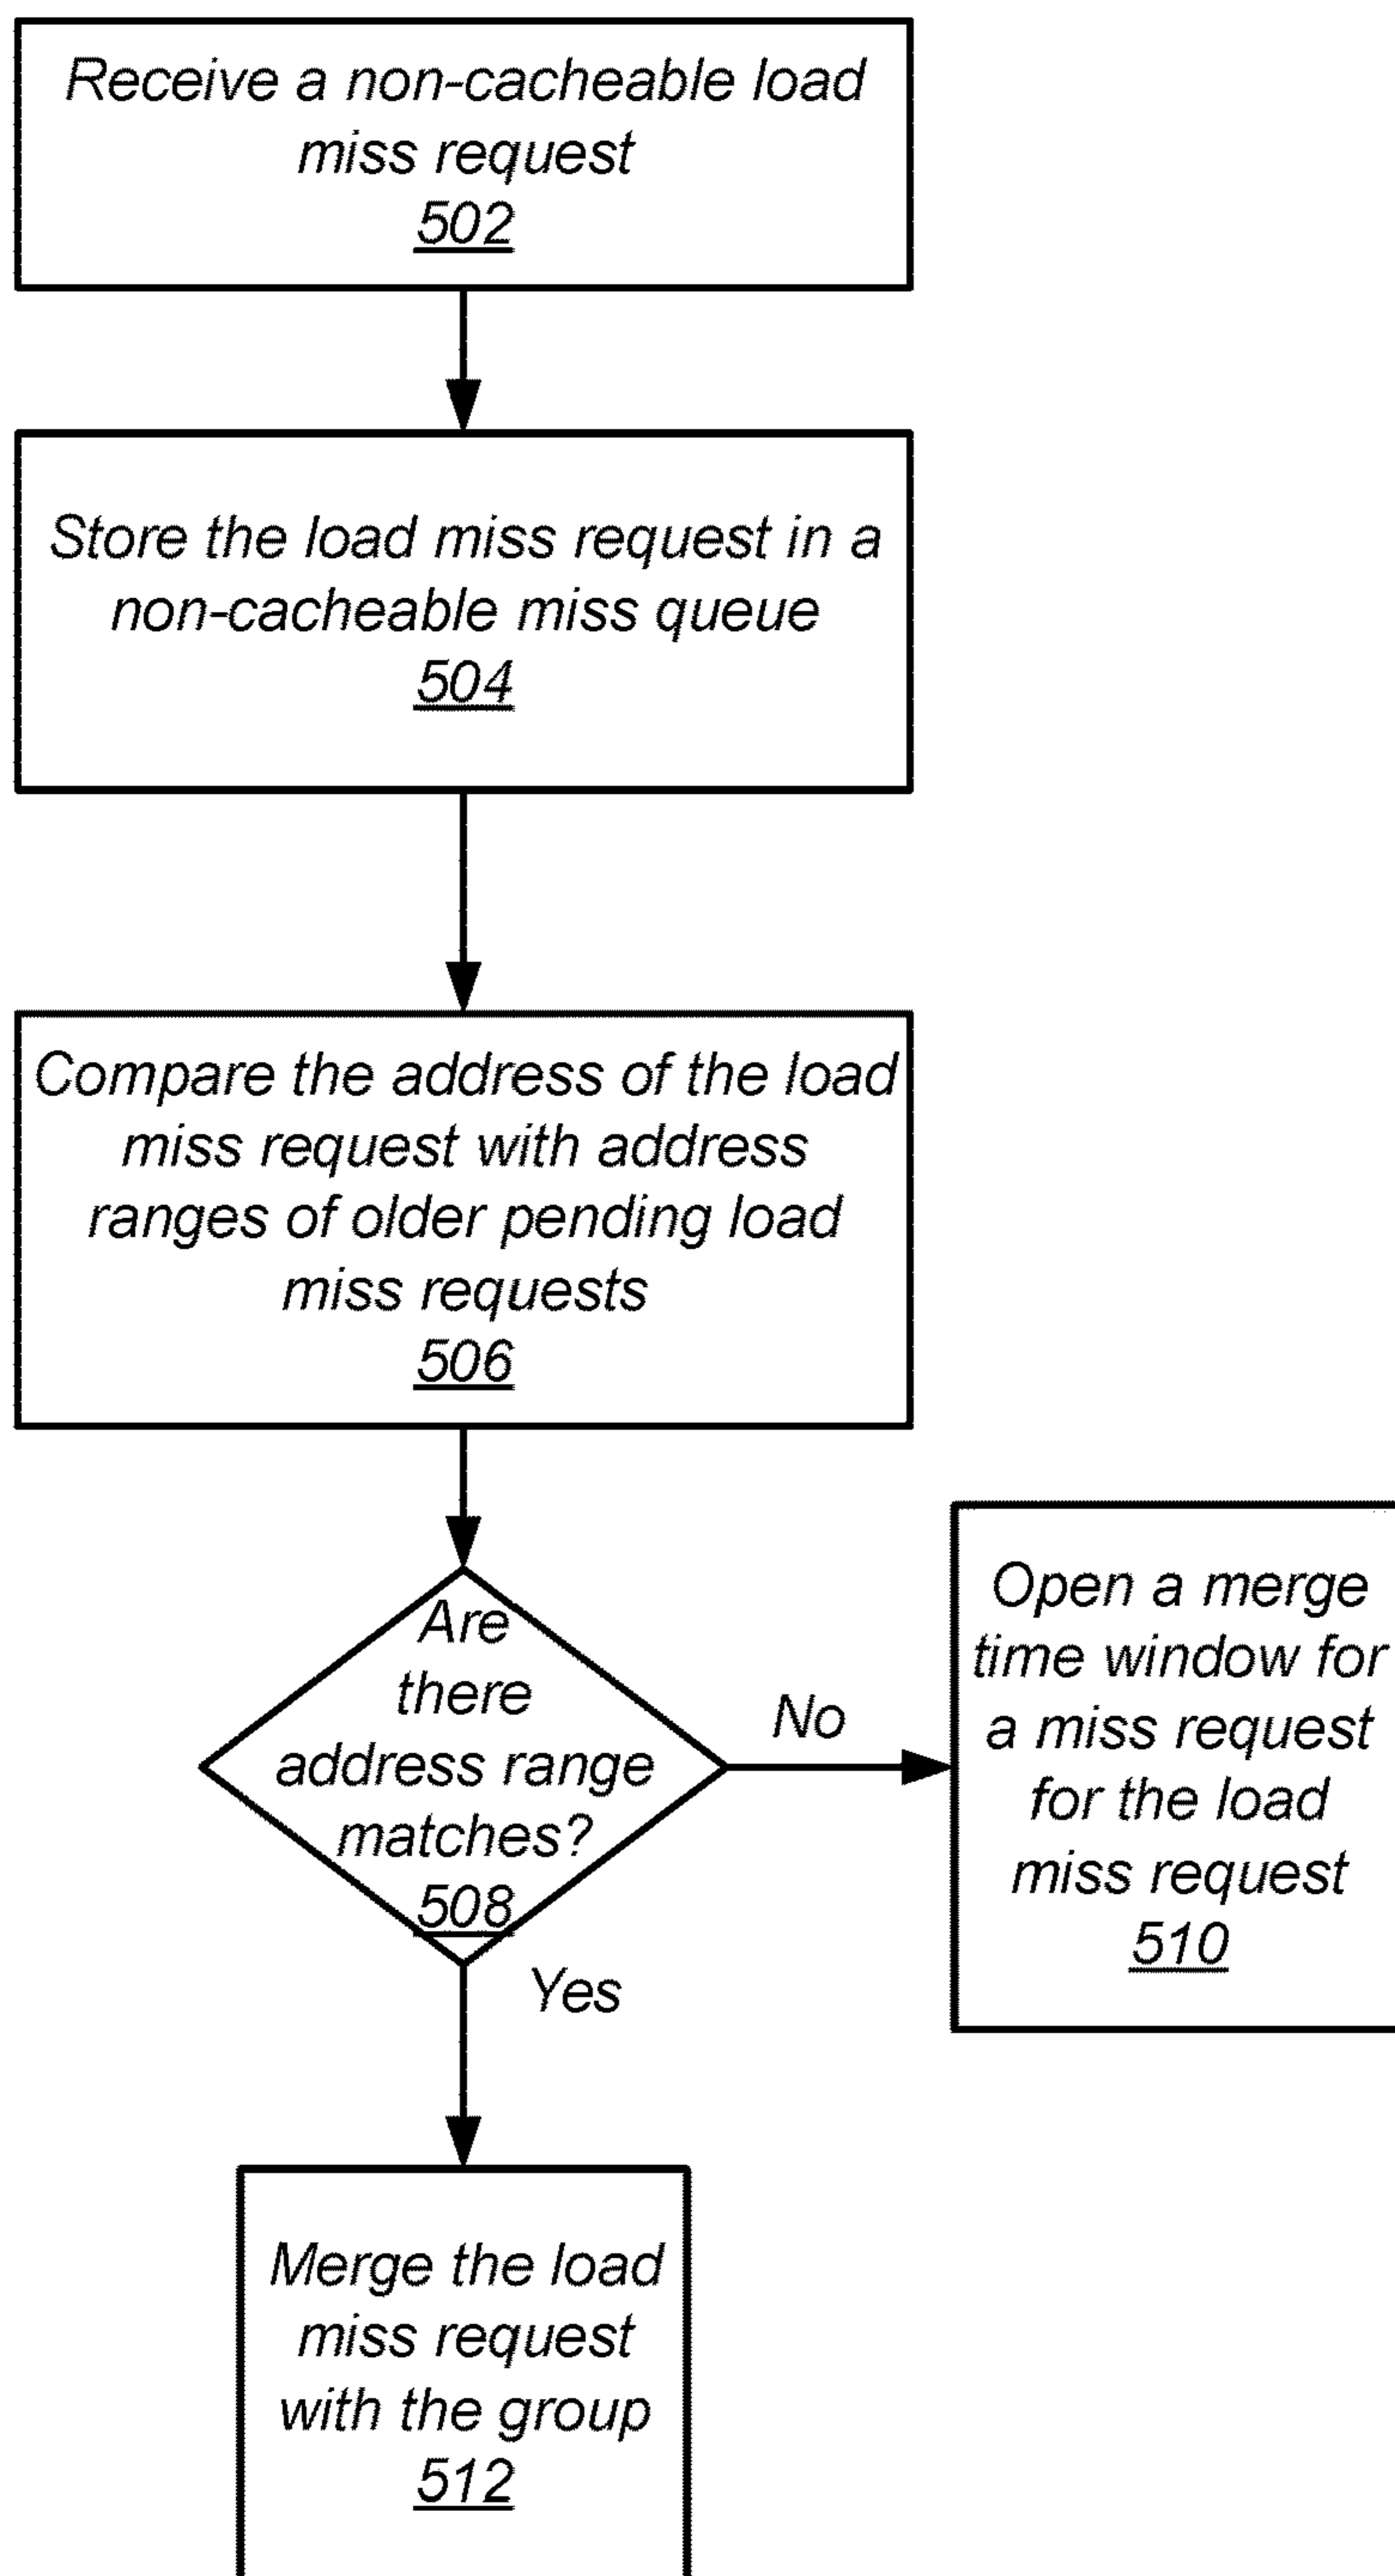 Receive a non-cacheable load
miss request
502
Store the load miss request in a
non-cacheable miss queue
504
Compare the address of the load
miss request with address
ranges of older pending load
miss requests
506
Are
there
address range
matches?
508
No
Open a merge
time window for
a miss request
for the load
miss request
510
Yes
Merge the load
miss request
with the group
512